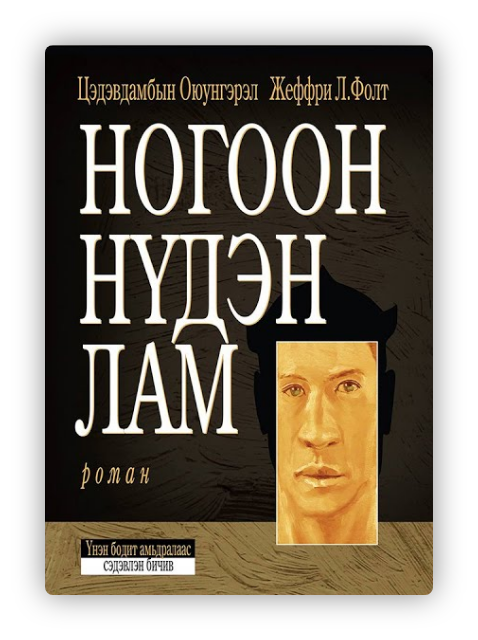 Цэдэвдамбын Оюунгэрэл Жеффри Л.Фолт
НОГООН
НҮДЭН
ЛАМ
роман
Үнэн бодит амьдралаас
сэдэвлэн бичив